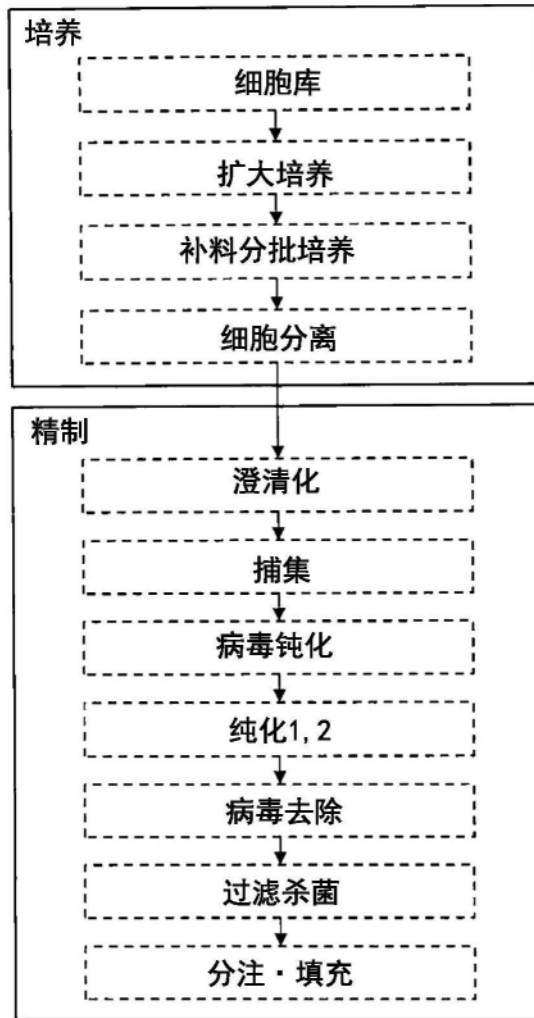 培养
细胞库
扩大培养
补料分批培养
细胞分离
精制
澄清化
捕集
病毒钝化
纯化1,2
病毒去除
过滤杀菌
分注·填充